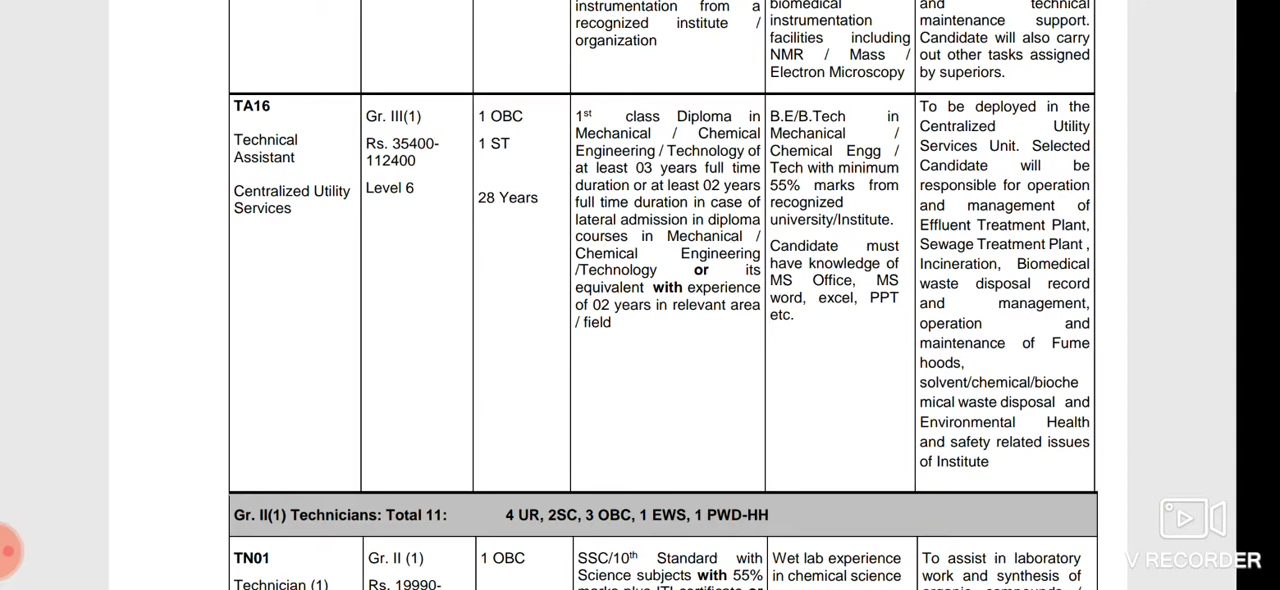 instrumentation from a
recognized institute /
organization
biomedical
instrumentation
facilities including
NMR / Mass /
Electron Microscopy
and technical
maintenance support.
Candidate will also carry
out other tasks assigned
by superiors.
TA16
Technical
Assistant
Centralized Utility
Services
Gr. III(1)
Rs. 35400-
112400
Level 6
1 OBC
1 ST
28 Years
1st class Diploma in
Mechanical / Chemical
Engineering / Technology of
at least 03 years full time
duration or at least 02 years
full time duration in case of
lateral admission in diploma
courses in Mechanical /
Chemical Engineering
/Technology or its
equivalent with experience
of 02 years in relevant area
/ field
B.E/B.Tech in
Mechanical /
Chemical Engg /
Tech with minimum
55% marks from
recognized
university/Institute.
Candidate must
have knowledge of
MS Office, MS
word, excel, PPT
etc.
To be deployed in the
Centralized Utility
Services Unit. Selected
Candidate will be
responsible for operation
and management of
Effluent Treatment Plant,
Sewage Treatment Plant ,
Incineration, Biomedical
waste disposal record
and management,
operation and
maintenance of Fume
hoods,
solvent/chemical/bioche
mical waste disposal and
Environmental Health
and safety related issues
of Institute
Gr. II(1) Technicians: Total 11: 4 UR, 2SC, 3 OBC, 1 EWS, 1 PWD-HH
TN01
Technician (1)
Gr. II (1)
Rs. 19990-
1 OBC
SSC/10th Standard with
Science subjects with 55%
Wet lab experience
in chemical science
To assist in laboratory
work and synthesis of
V RECORDER